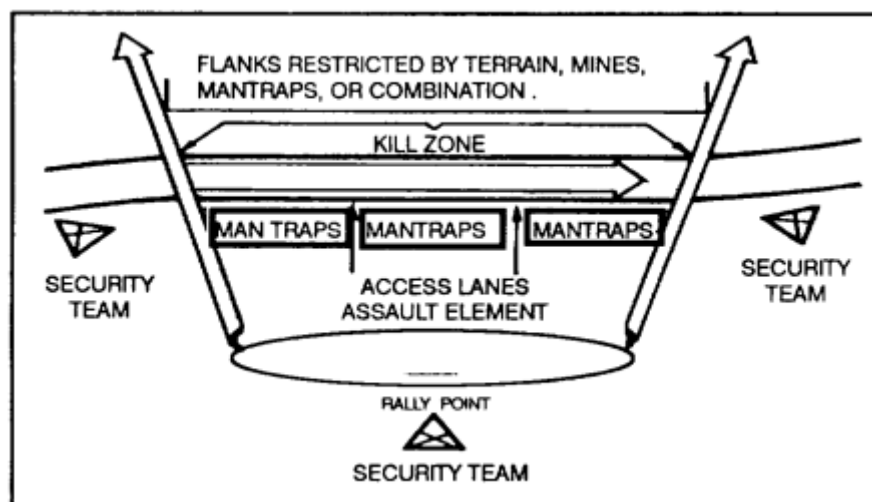 FLANKS RESTRICTED BY TERRAIN, MINES,
MANTRAPS, OR COMBINATION .
KILL ZONE
MAN TRAPS
MANTRAPS
MANTRAPS
SECURITY
TEAM
ACCESS LANES
ASSAULT ELEMENT
SECURITY
TEAM
RALLY POINT
SECURITY TEAM